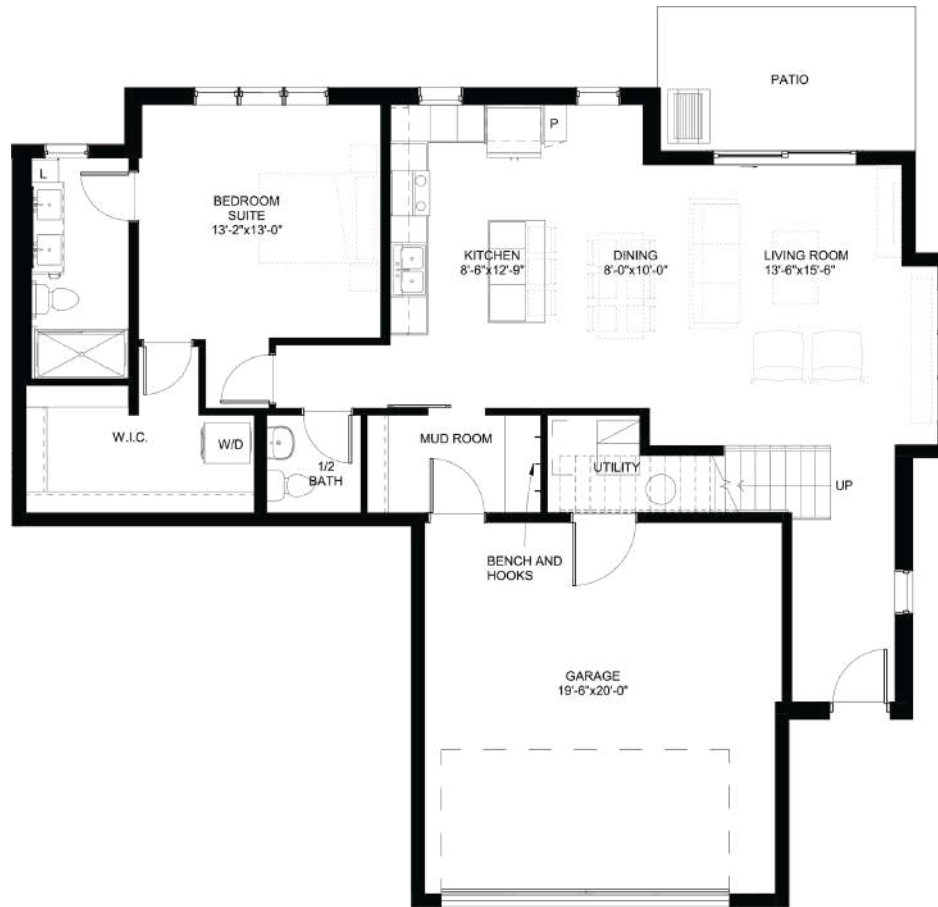 PATIO
P
L
BEDROOM
SUITE
13'-2"x13'-0"
KITCHEN
8'-6"x12'-9"
DINING
8'-0"x10'-0"
LIVING ROOM
13'-6"x15'-6"
W.I.C.
W/D
1/2
BATH
MUD ROOM
UTILITY
UP
BENCH AND
HOOKS
GARAGE
19'-6"x20'-0"